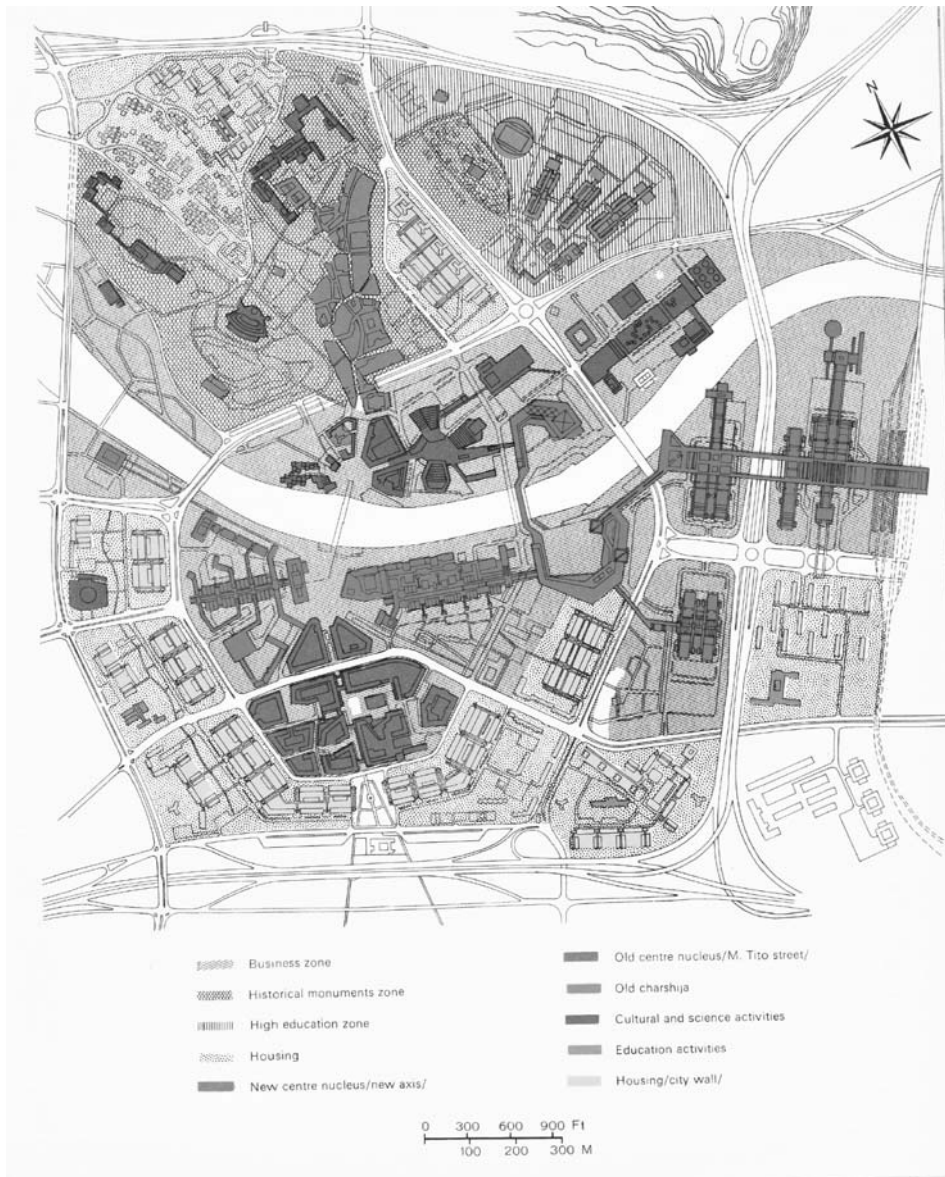 N
Business zone
Historical monuments zone
High education zone
Housing
New centre nucleus/new axis/
Old centre nucleus/M. Tito street/
Old charshija
Cultural and science activities
Education activities
Housing/city wall/
0 300 600 900 Ft
100 200 300 M